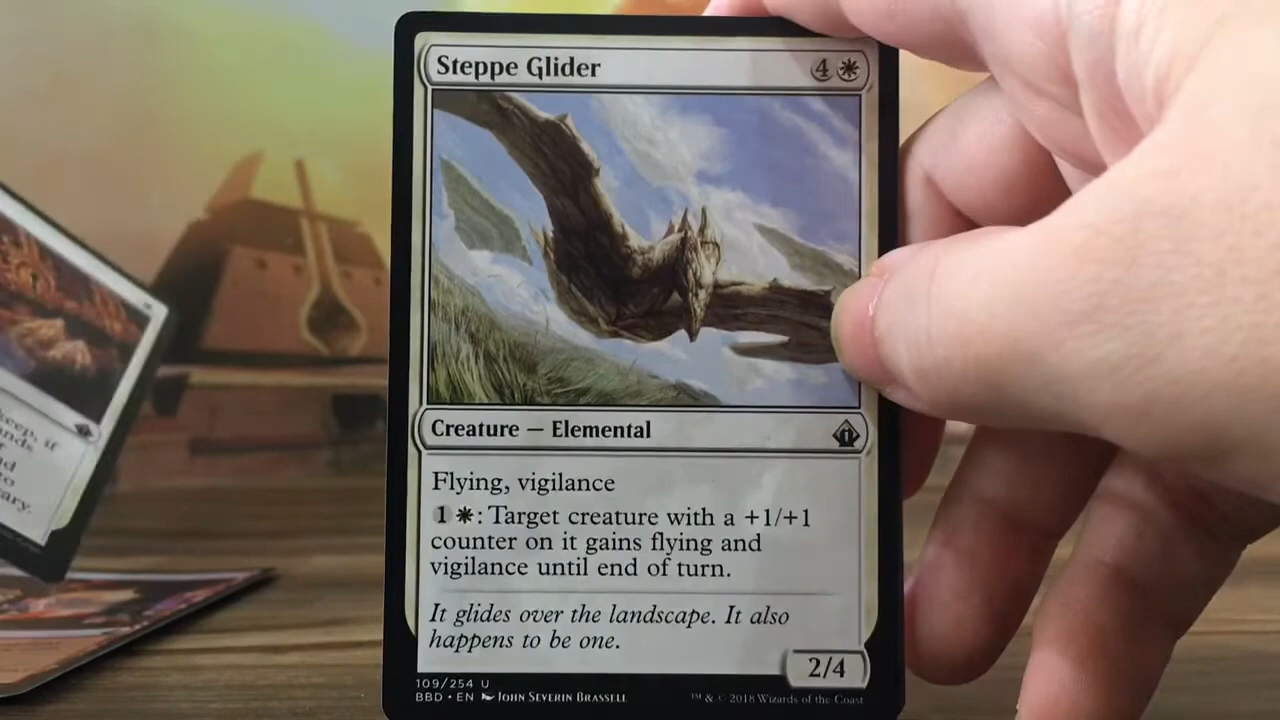 Steppe Glider 4
Creature — Elemental
Flying, vigilance
1 : Target creature with a +1/+1
counter on it gains flying and
vigilance until end of turn.
It glides over the landscape. It also
happens to be one.
2/4
109/254 U
BBD • EN John Severin Brassell
™ & © 2018 Wizards of the Coast
keep, if